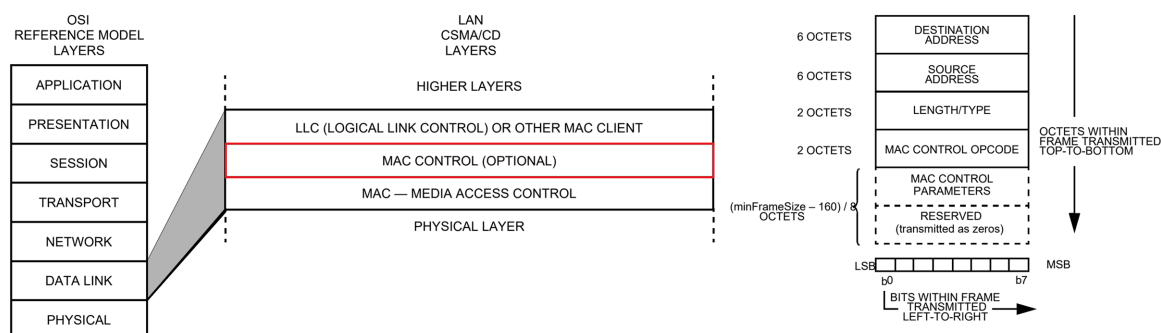 OSI
REFERENCE MODEL
LAYERS
APPLICATION
PRESENTATION
SESSION
TRANSPORT
NETWORK
DATA LINK
PHYSICAL
LAN
CSMA/CD
LAYERS
HIGHER LAYERS
LLC (LOGICAL LINK CONTROL) OR OTHER MAC CLIENT
MAC CONTROL (OPTIONAL)
MAC — MEDIA ACCESS CONTROL
PHYSICAL LAYER
6 OCTETS
DESTINATION
ADDRESS
6 OCTETS
SOURCE
ADDRESS
2 OCTETS
LENGTH/TYPE
2 OCTETS
MAC CONTROL OPCODE
(minFrameSize – 160) / 8
OCTETS
MAC CONTROL
PARAMETERS
RESERVED
(transmitted as zeros)
OCTETS WITHIN
FRAME TRANSMITTED
TOP-TO-BOTTOM
LSB
MSB
b0
b7
BITS WITHIN FRAME
TRANSMITTED
LEFT-TO-RIGHT